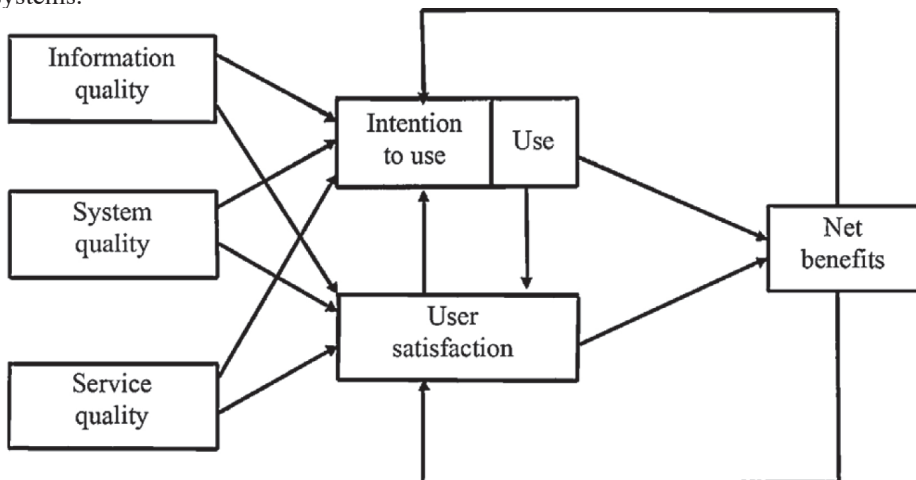 systems.
Information
quality
Intention
to use
Use
System
quality
Net
benefits
User
satisfaction
Service
quality